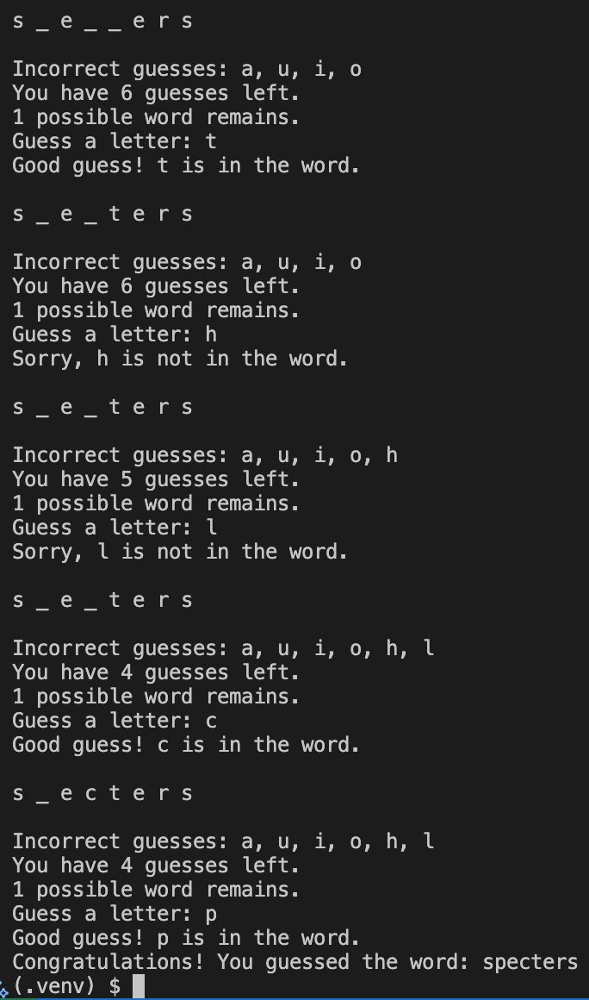 s _ e _ _ e r s
Incorrect guesses: a, u, i, o
You have 6 guesses left.
1 possible word remains.
Guess a letter: t
Good guess! t is in the word.
s _ e _ t e r s
Incorrect guesses: a, u, i, o
You have 6 guesses left.
1 possible word remains.
Guess a letter: h
Sorry, h is not in the word.
s _ e _ t e r s
Incorrect guesses: a, u, i, o, h
You have 5 guesses left.
1 possible word remains.
Guess a letter: l
Sorry, l is not in the word.
s _ e _ t e r s
Incorrect guesses: a, u, i, o, h, l
You have 4 guesses left.
1 possible word remains.
Guess a letter: c
Good guess! c is in the word.
s _ e c t e r s
Incorrect guesses: a, u, i, o, h, l
You have 4 guesses left.
1 possible word remains.
Guess a letter: p
Good guess! p is in the word.
Congratulations! You guessed the word: specters
(.venv) $